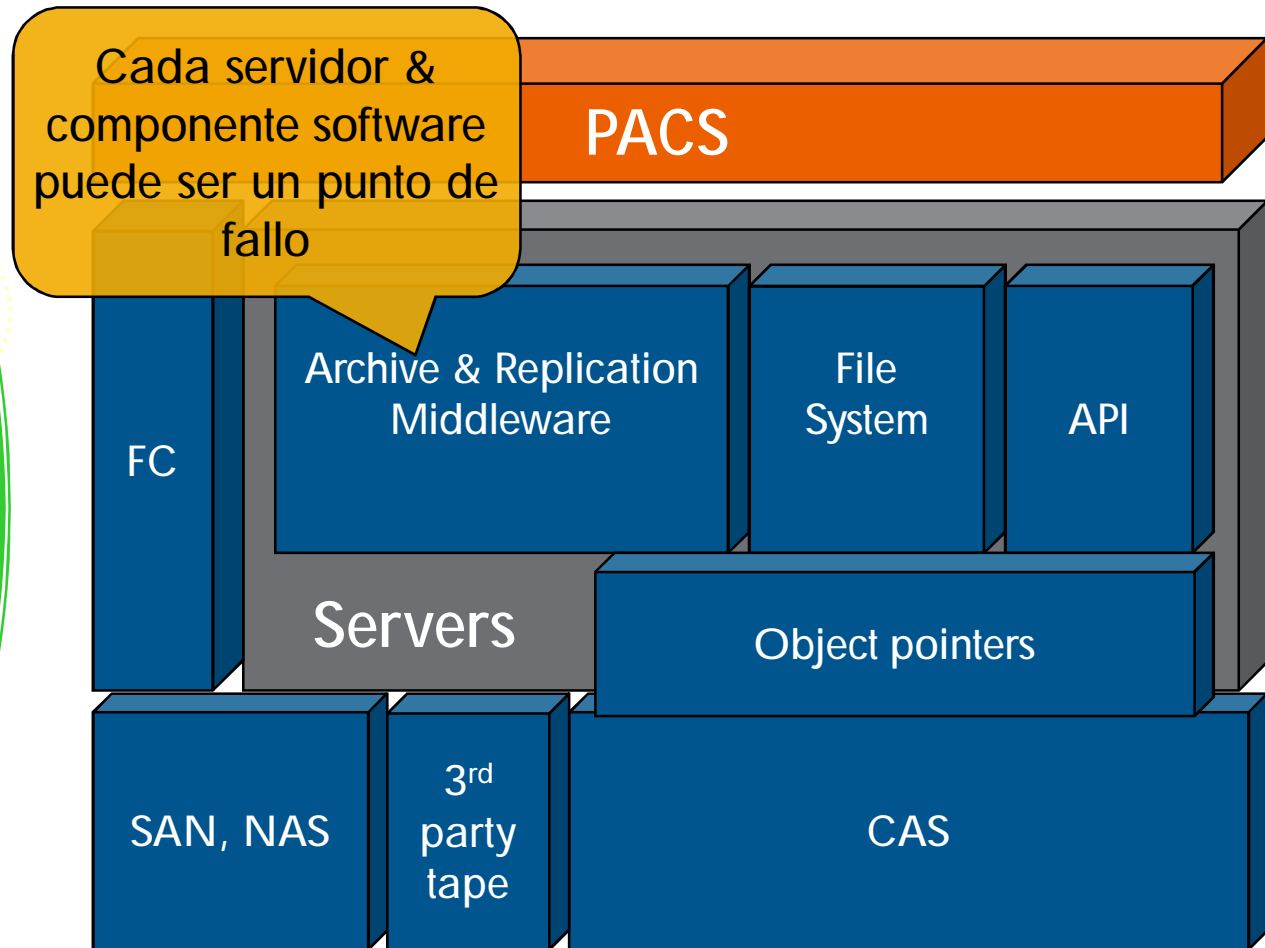 Cada servidor &
componente software
puede ser un punto de
fallo
PACS
FC
Archive & Replication
Middleware
File
System
API
Servers
Object pointers
SAN, NAS
3rd
party
tape
CAS